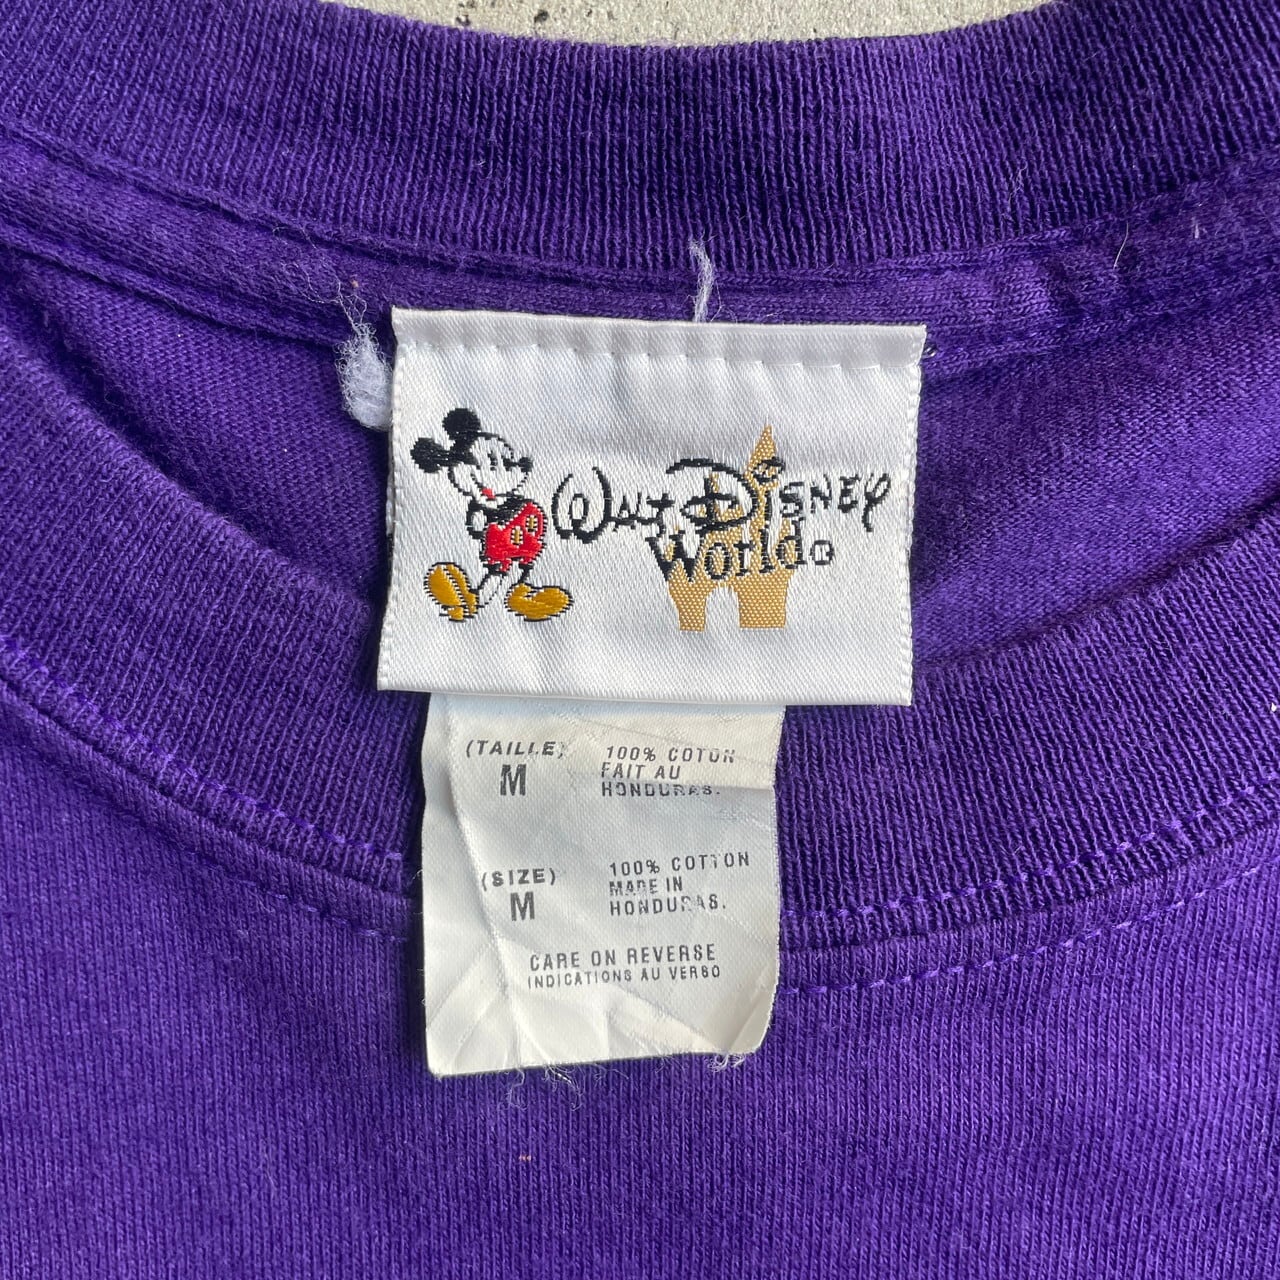 WALT DISNEY
World®
(TAILLE)
M
100% COTON
FAIT AU
HONDURAS.
(SIZE)
M
100% COTTON
MADE IN
HONDURAS.
CARE ON REVERSE
INDICATIONS AU VERSO